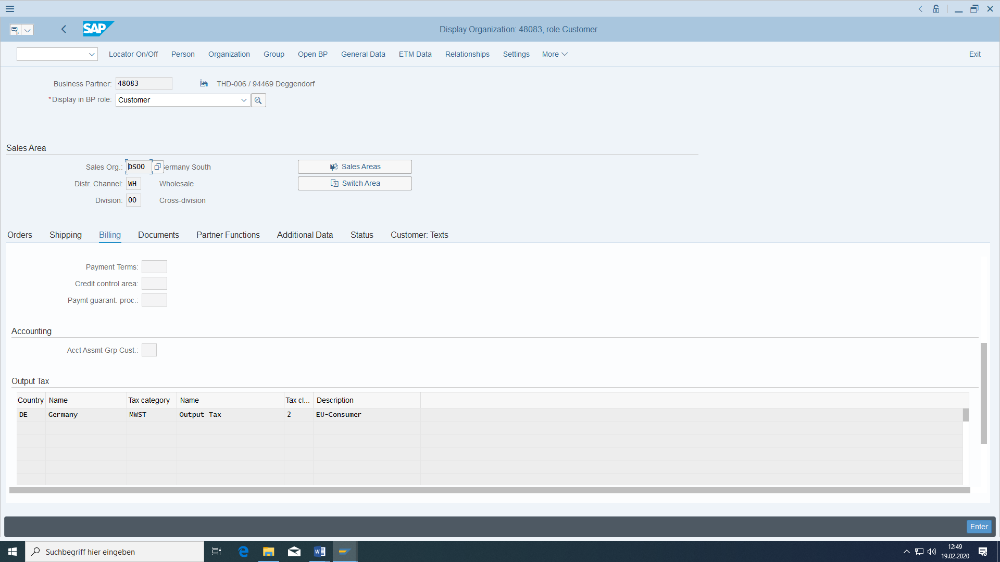 SAP
Display Organization: 48083, role Customer
Locator On/Off Person Organization Group Open BP General Data ETM Data Relationships Settings More Exit
Business Partner: 48083 THD-006 / 94469 Deggendorf
*Display in BP role: Customer
Sales Area
Sales Org.: DS00 Germany South Sales Areas
Distr. Channel: WH Wholesale Switch Area
Division: 00 Cross-division
Orders Shipping Billing Documents Partner Functions Additional Data Status Customer: Texts
Payment Terms:
Credit control area:
Paymt guarant. proc.:
Accounting
Acct Assmt Grp Cust.:
Output Tax
Country Name Tax category Name Tax cl... Description
DE Germany MWST Output Tax 2 EU-Consumer
Enter
Suchbegriff hier eingeben
12:49
19.02.2020